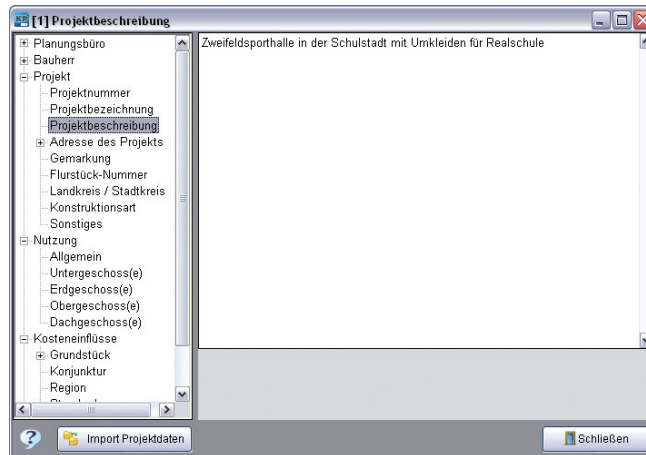 KP [1] Projektbeschreibung
Planungsbüro
Bauherr
Projekt
Projektnummer
Projektbezeichnung
Projektbeschreibung
Adresse des Projekts
Gemarkung
Flurstück-Nummer
Landkreis / Stadtkreis
Konstruktionsart
Sonstiges
Nutzung
Allgemein
Untergeschoss(e)
Erdgeschoss(e)
Obergeschoss(e)
Dachgeschoss(e)
Kosteneinflüsse
Grundstück
Konjunktur
Region
Zweifeldsporthalle in der Schulstadt mit Umkleiden für Realschule
? Import Projektdaten
Schließen